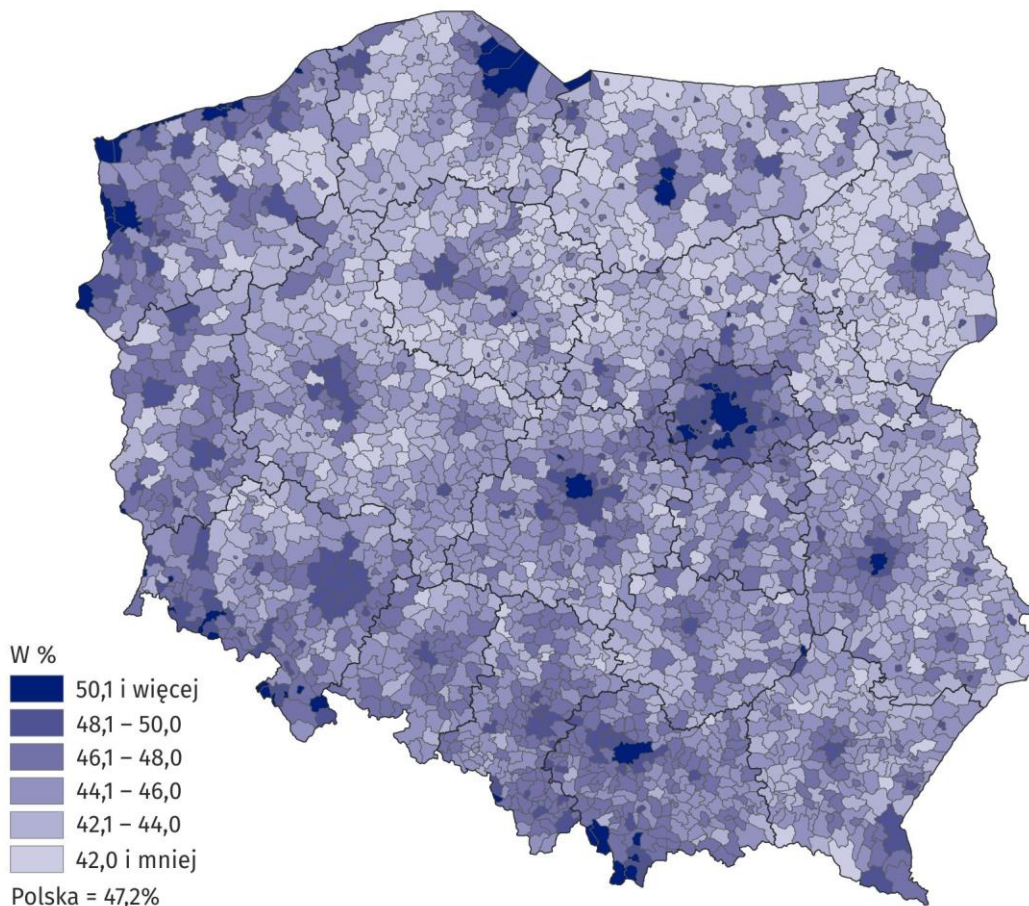 W %
50,1 i więcej
48,1 – 50,0
46,1 – 48,0
44,1 – 46,0
42,1 – 44,0
42,0 i mniej
Polska = 47,2%